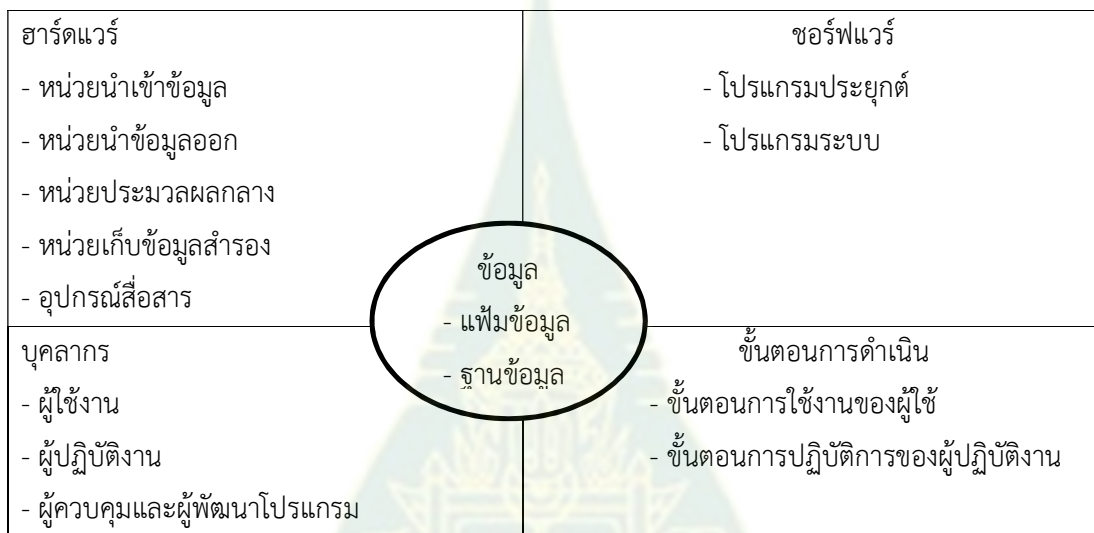 ฮาร์ดแวร์
- หน่วยนำเข้าข้อมูล
- หน่วยนำข้อมูลออก
- หน่วยประมวลผลกลาง
- หน่วยเก็บข้อมูลสำรอง
- อุปกรณ์สื่อสาร
ซอร์ฟแวร์
- โปรแกรมประยุกต์
- โปรแกรมระบบ
ข้อมูล
- แฟ้มข้อมูล
- ฐานข้อมูล
บุคลากร
- ผู้ใช้งาน
- ผู้ปฏิบัติงาน
- ผู้ควบคุมและผู้พัฒนาโปรแกรม
ขั้นตอนการดำเนิน
- ขั้นตอนการใช้งานของผู้ใช้
- ขั้นตอนการปฏิบัติการของผู้ปฏิบัติงาน